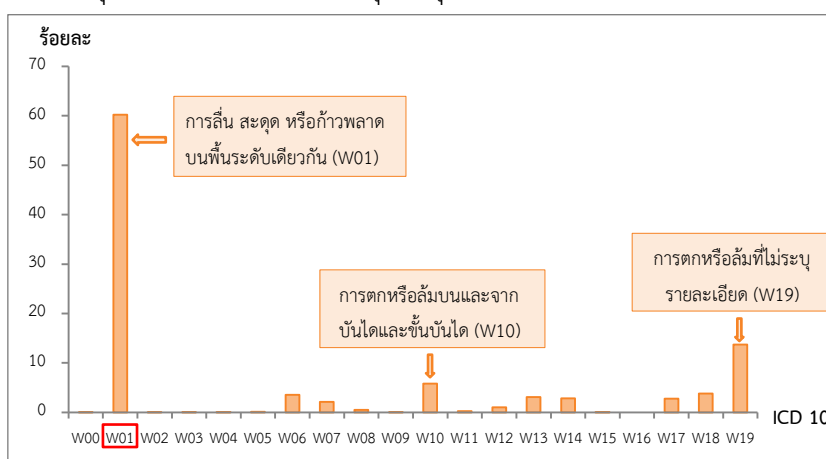 ร้อยละ
70
60
50
40
30
20
10
0
การลื่น สะดุด หรือก้าวพลาด
บนพื้นระดับเดียวกัน (W01)
การตกหรือล้มบนและจาก
บันไดและขั้นบันได (W10)
การตกหรือล้มที่ไม่ระบุ
รายละเอียด (W19)
W00 W01 W02 W03 W04 W05 W06 W07 W08 W09 W10 W11 W12 W13 W14 W15 W16 W17 W18 W19
ICD 10